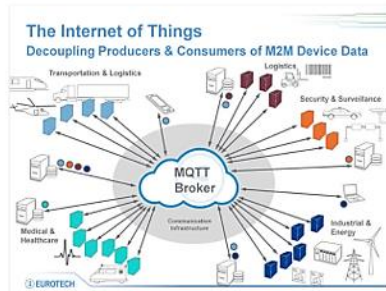 The Internet of Things
Decoupling Producers & Consumers of M2M Device Data
Transportation & Logistics
Logistics
Security & Surveillance
MQTT
Broker
Communication
Infrastructure
Medical &
Healthcare
Industrial &
Energy
EUROTECH